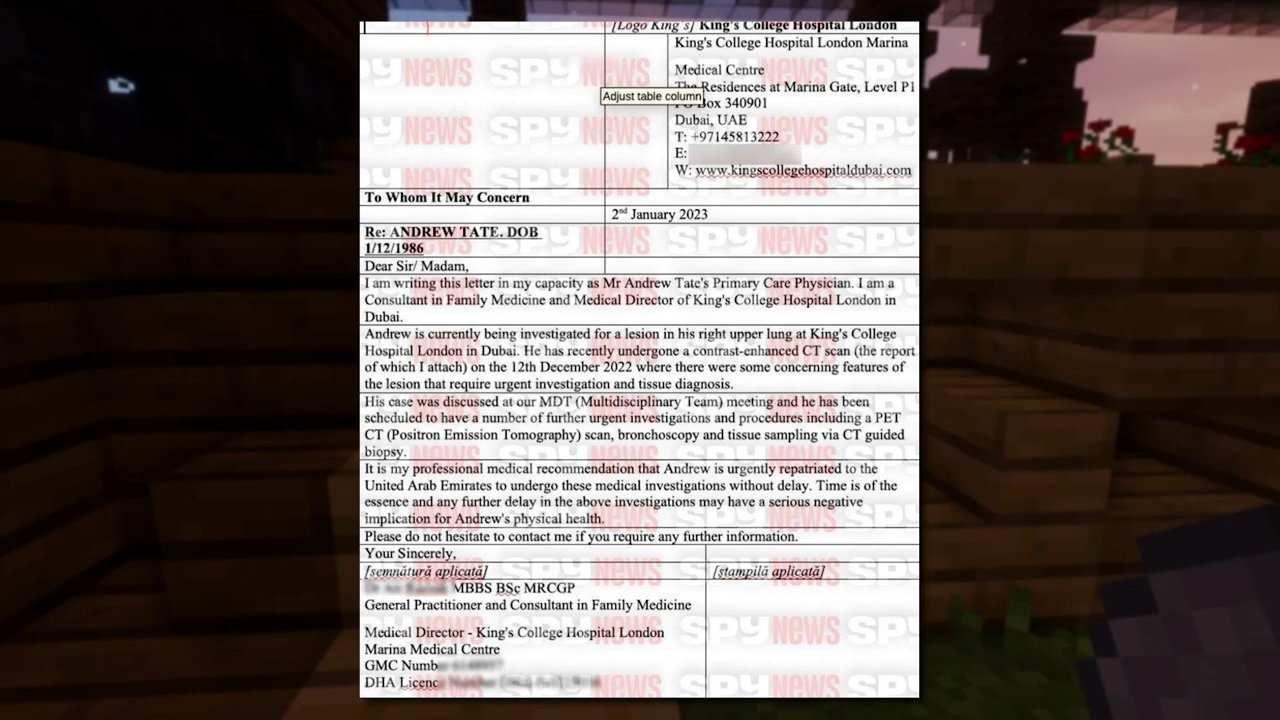 [Logo King's] King's College Hospital London
King's College Hospital London Marina
Medical Centre
The Residences at Marina Gate, Level P1
Adjust table column
Box 340901
Dubai, UAE
T: +97145813222
E:
W: www.kingscollegehospitaldubai.com
To Whom It May Concern
2nd January 2023
Re: ANDREW TATE. DOB
1/12/1986
Dear Sir/ Madam,
I am writing this letter in my capacity as Mr Andrew Tate's Primary Care Physician. I am a
Consultant in Family Medicine and Medical Director of King's College Hospital London in
Dubai.
Andrew is currently being investigated for a lesion in his right upper lung at King's College
Hospital London in Dubai. He has recently undergone a contrast-enhanced CT scan (the report
of which I attach) on the 12th December 2022 where there were some concerning features of
the lesion that require urgent investigation and tissue diagnosis.
His case was discussed at our MDT (Multidisciplinary Team) meeting and he has been
scheduled to have a number of further urgent investigations and procedures including a PET
CT (Positron Emission Tomography) scan, bronchoscopy and tissue sampling via CT guided
biopsy.
It is my professional medical recommendation that Andrew is urgently repatriated to the
United Arab Emirates to undergo these medical investigations without delay. Time is of the
essence and any further delay in the above investigations may have a serious negative
implication for Andrew's physical health.
Please do not hesitate to contact me if you require any further information.
Your Sincerely,
[semnătură aplicată]
[ștampilă aplicată]
MBBS BSc MRCGP
General Practitioner and Consultant in Family Medicine
Medical Director - King's College Hospital London
Marina Medical Centre
GMC Numb
DHA Licenc
SPY NEWS